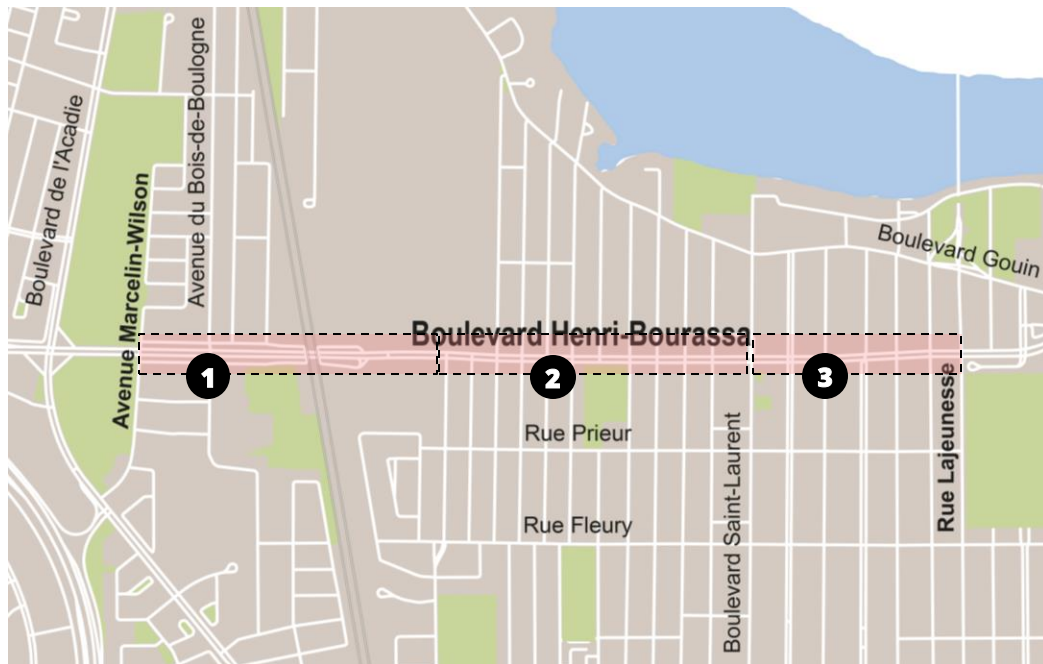 Boulevard de l'Acadie
Avenue Marcelin-Wilson
Avenue du Bois-de-Boulogne
Boulevard Gouin
Boulevard Henri-Bourassa
1
2
3
Rue Prieur
Rue Fleury
Boulevard Saint-Laurent
Rue Lajeunesse